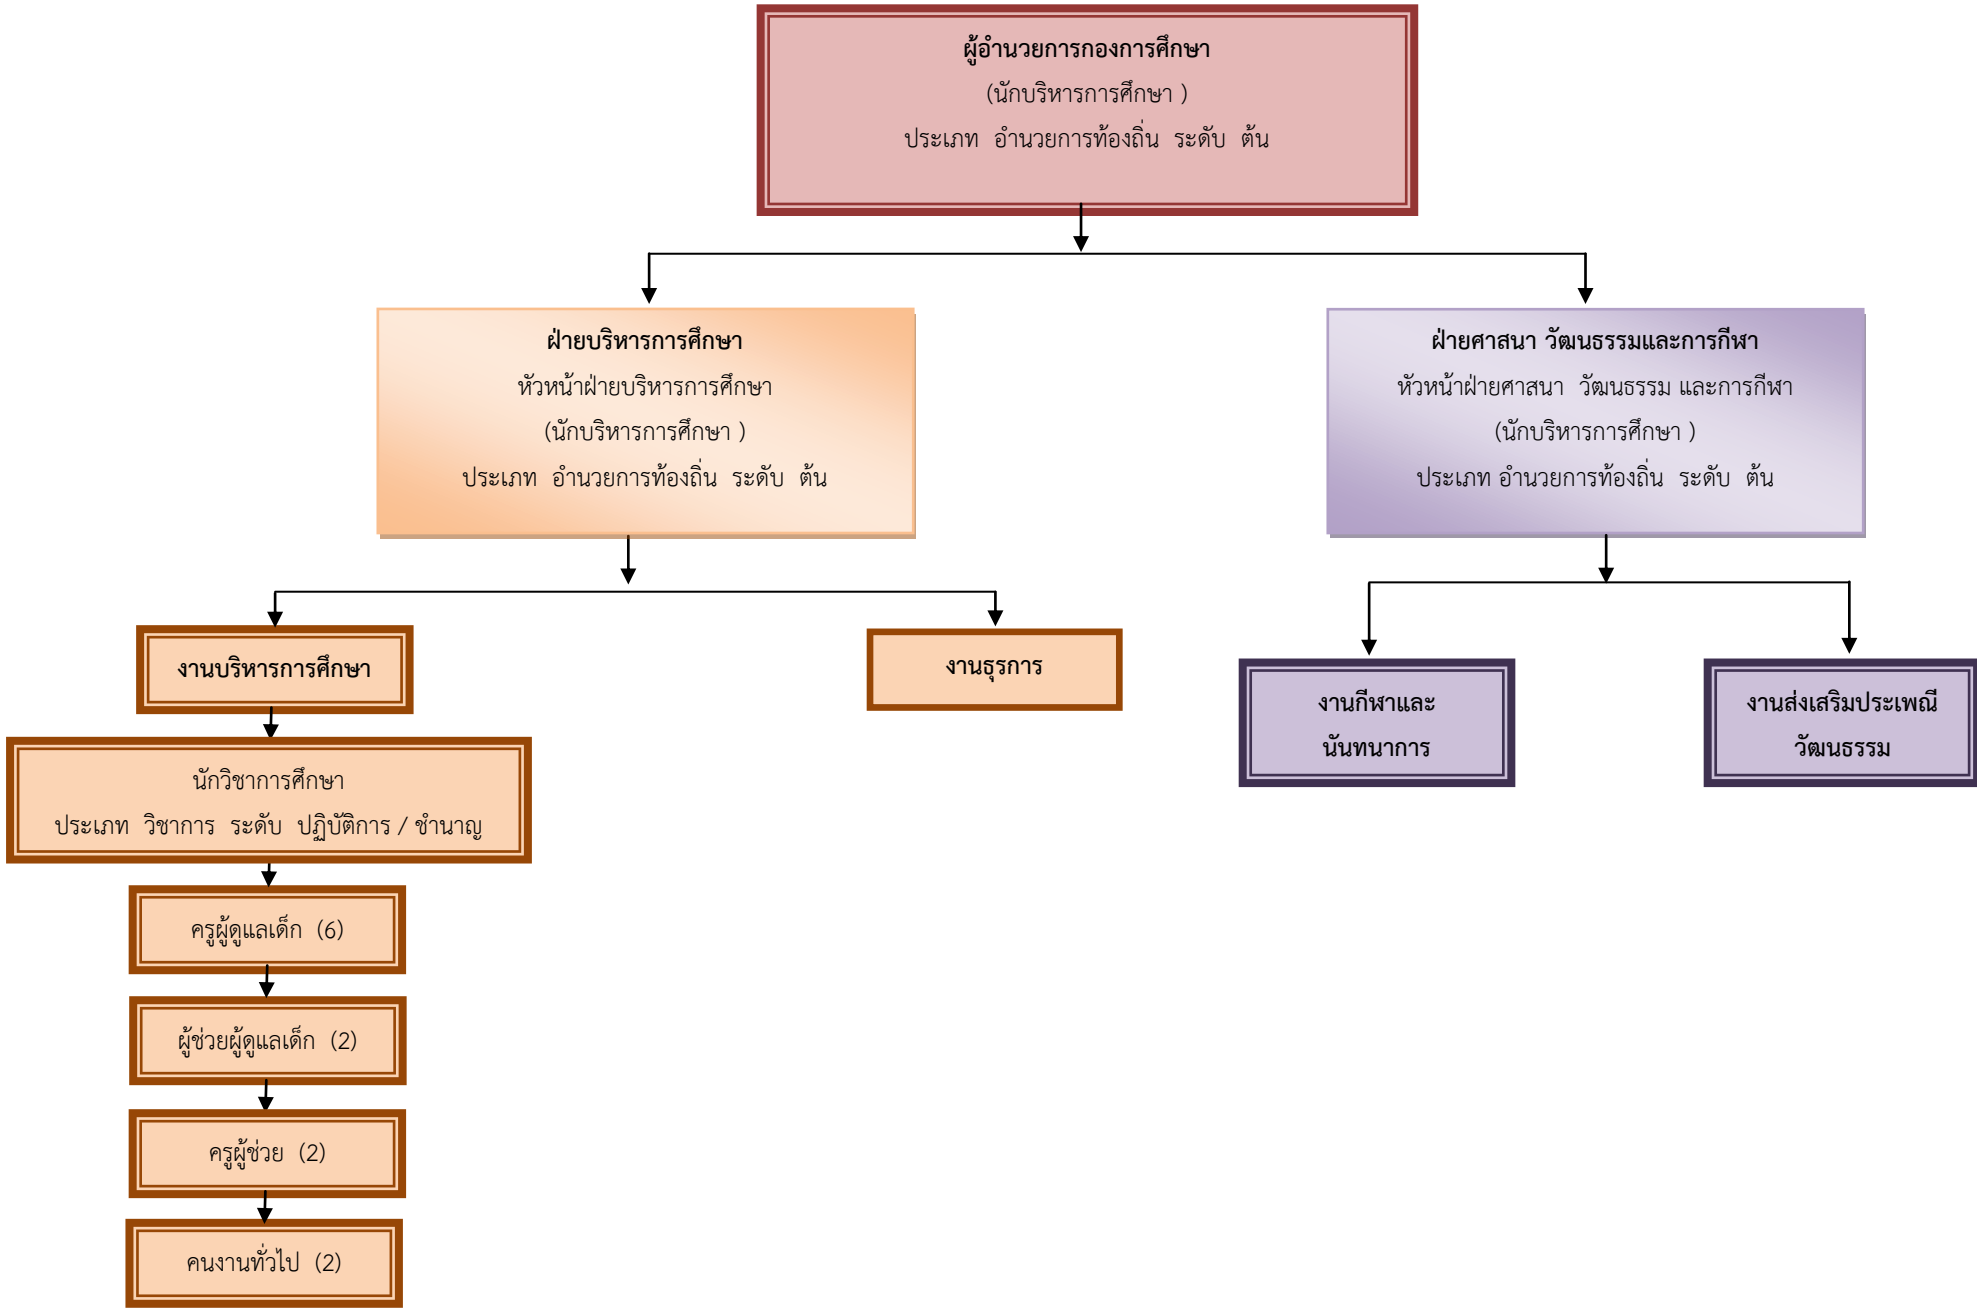 ผู้อำนวยการกองการศึกษา
(นักบริหารการศึกษา )
ประเภท อำนวยการท้องถิ่น ระดับ ต้น
ฝ่ายบริหารการศึกษา
หัวหน้าฝ่ายบริหารการศึกษา
(นักบริหารการศึกษา )
ประเภท อำนวยการท้องถิ่น ระดับ ต้น
ฝ่ายศาสนา วัฒนธรรมและการกีฬา
หัวหน้าฝ่ายศาสนา วัฒนธรรม และการกีฬา
(นักบริหารการศึกษา )
ประเภท อำนวยการท้องถิ่น ระดับ ต้น
งานบริหารการศึกษา
งานธุรการ
งานกีฬาและ
นันทนาการ
งานส่งเสริมประเพณี
วัฒนธรรม
นักวิชาการศึกษา
ประเภท วิชาการ ระดับ ปฏิบัติการ / ชำนาญ
ครูผู้ดูแลเด็ก (6)
ผู้ช่วยผู้ดูแลเด็ก (2)
ครูผู้ช่วย (2)
คนงานทั่วไป (2)